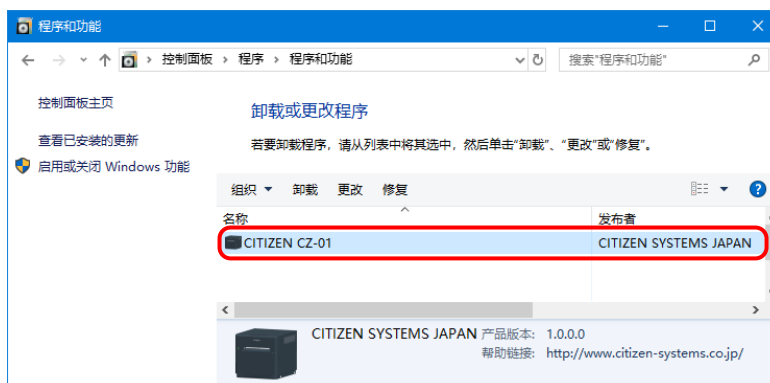 程序和功能
控制面板 > 程序 > 程序和功能
搜索"程序和功能"
控制面板主页
查看已安装的更新
启用或关闭 Windows 功能
卸载或更改程序
若要卸载程序，请从列表中将其选中，然后单击"卸载"、"更改"或"修复"。
组织 卸载 更改 修复
名称 发布者
CITIZEN CZ-01 CITIZEN SYSTEMS JAPAN
CITIZEN SYSTEMS JAPAN 产品版本: 1.0.0.0
帮助链接: http://www.citizen-systems.co.jp/